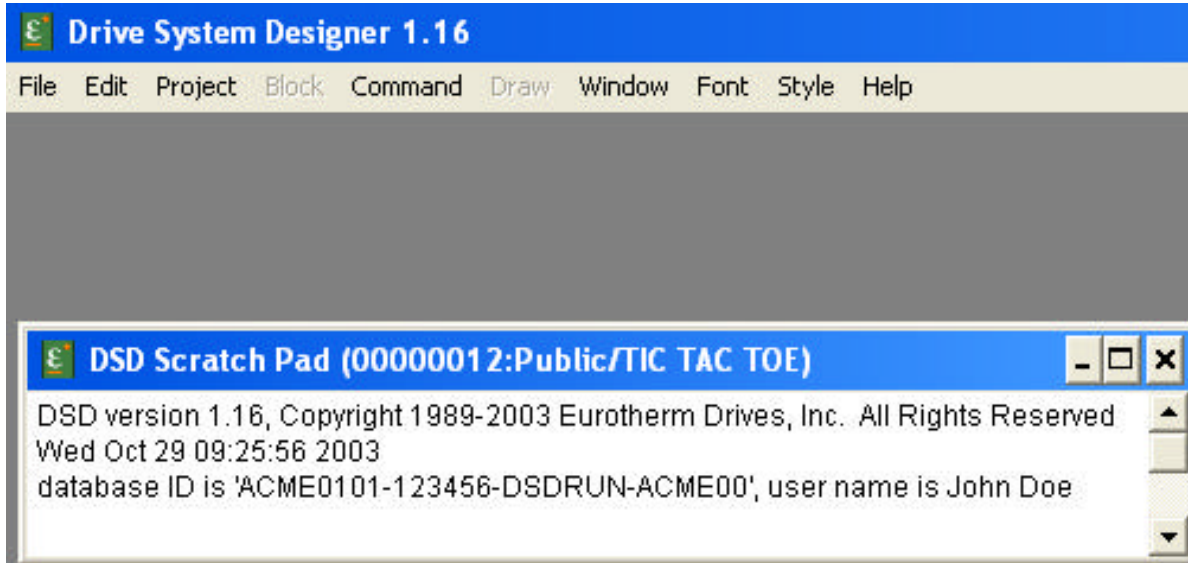 Drive System Designer 1.16
File Edit Project Block Command Draw Window Font Style Help
DSD Scratch Pad (00000012:Public/TIC TAC TOE)
DSD version 1.16, Copyright 1989-2003 Eurotherm Drives, Inc. All Rights Reserved
Wed Oct 29 09:25:56 2003
database ID is 'ACME0101-123456-DSDRUN-ACME00', user name is John Doe